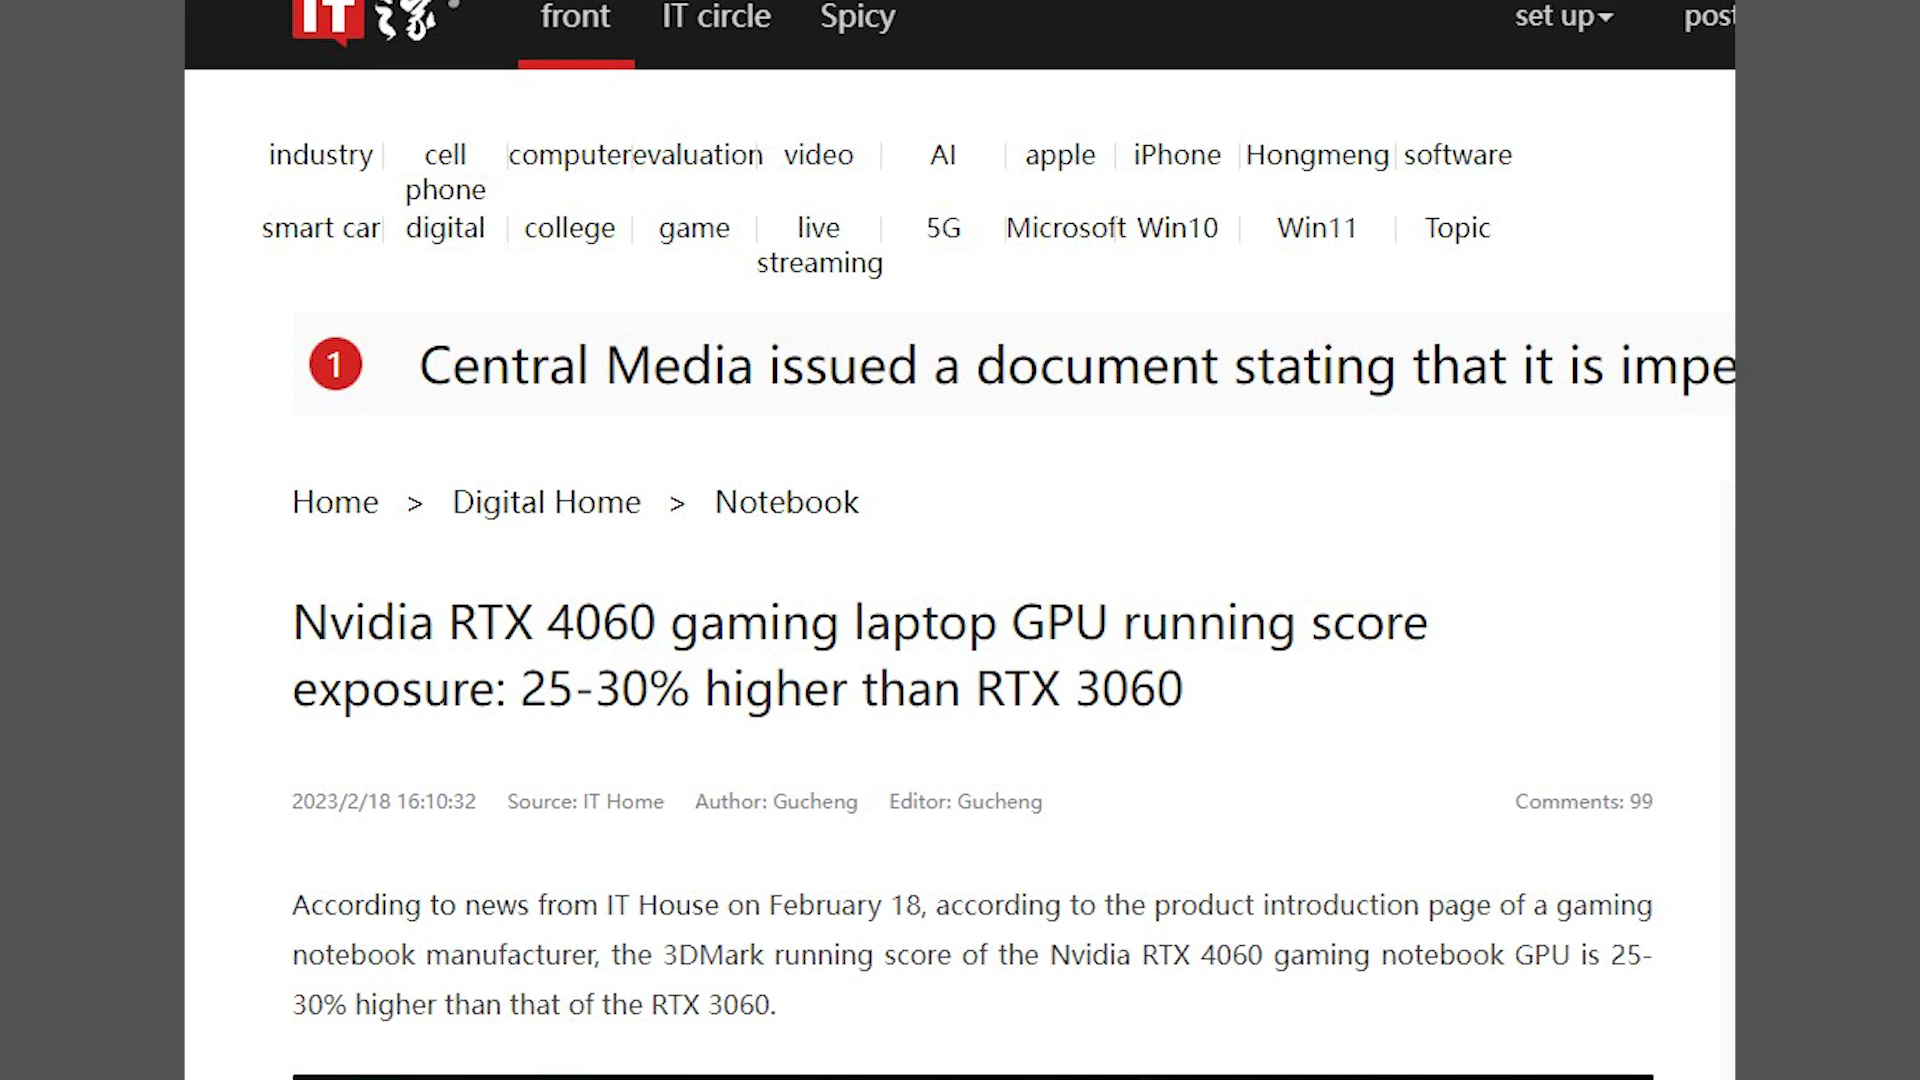 IT之家
front IT circle Spicy set up
industry cell phone computer evaluation video AI apple iPhone Hongmeng software
smart car digital college game live streaming 5G Microsoft Win10 Win11 Topic
1 Central Media issued a document stating that it is
Home > Digital Home > Notebook
Nvidia RTX 4060 gaming laptop GPU running score
exposure: 25-30% higher than RTX 3060
2023/2/18 16:10:32 Source: IT Home Author: Gucheng Editor: Gucheng Comments: 99
According to news from IT House on February 18, according to the product introduction page of a gaming
notebook manufacturer, the 3DMark running score of the Nvidia RTX 4060 gaming notebook GPU is 25-
30% higher than that of the RTX 3060.